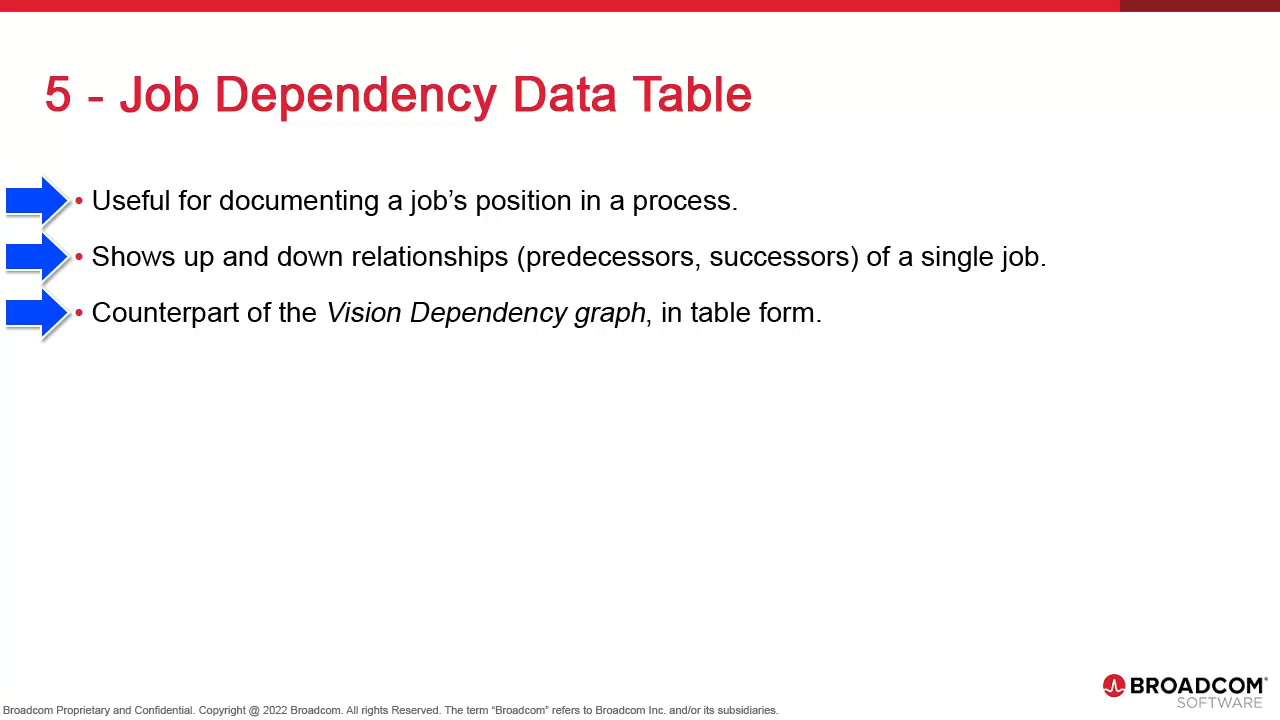 5 - Job Dependency Data Table
• Useful for documenting a job’s position in a process.
• Shows up and down relationships (predecessors, successors) of a single job.
• Counterpart of the Vision Dependency graph, in table form.
BROADCOM®
SOFTWARE
Broadcom Proprietary and Confidential. Copyright @ 2022 Broadcom. All rights Reserved. The term “Broadcom” refers to Broadcom Inc. and/or its subsidiaries.